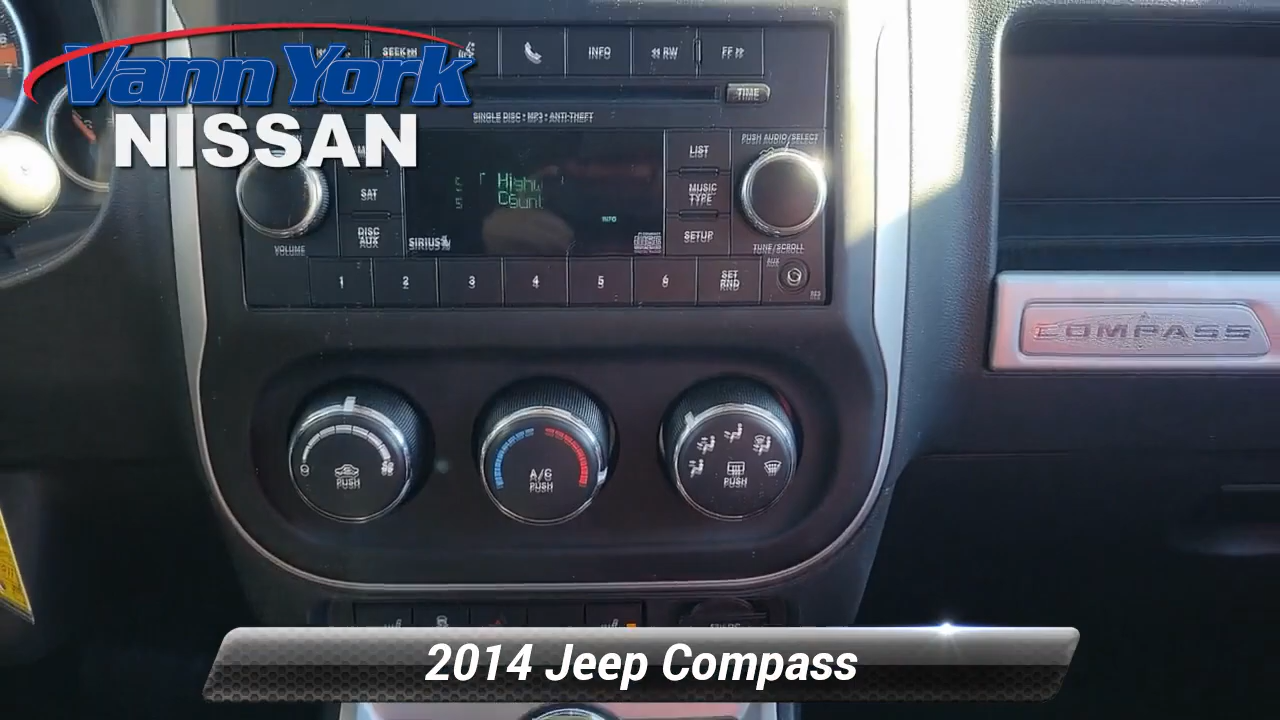 Vann York
NISSAN
SEEK
INFO
RW
FF
TIME
SINGLE DISC • MP3 • ANTI-THEFT
SAT
DISC
AUX
VOLUME
SIRIUS
INFO
LIST
MUSIC
TYPE
SETUP
PUSH AUDIO/SELECT
TUNE/SCROLL
AUX
1 2 3 4 5 6 SET
RND
COMPASS
PUSH
A/C
PUSH
PUSH
2014 Jeep Compass